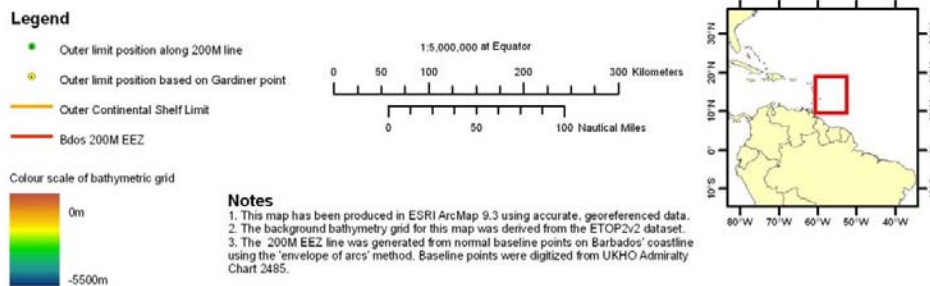 Legend
Outer limit position along 200M line
Outer limit position based on Gardiner point
Outer Continental Shelf Limit
Bdos 200M EEZ
Colour scale of bathymetric grid
0m
-5500m
1:5,000,000 at Equator
0 50 100 200 300 Kilometers
0 50 100 Nautical Miles
Notes
1. This map has been produced in ESRI ArcMap 9.3 using accurate, georeferenced data.
2. The background bathymetry grid for this map was derived from the ETOP2v2 dataset.
3. The 200M EEZ line was generated from normal baseline points on Barbados' coastline
using the 'envelope of arcs' method. Baseline points were digitized from UKHO Admiralty
Chart 2485.
30°N
20°N
10°N
0°
10°S
80°W 70°W 60°W 50°W 40°W